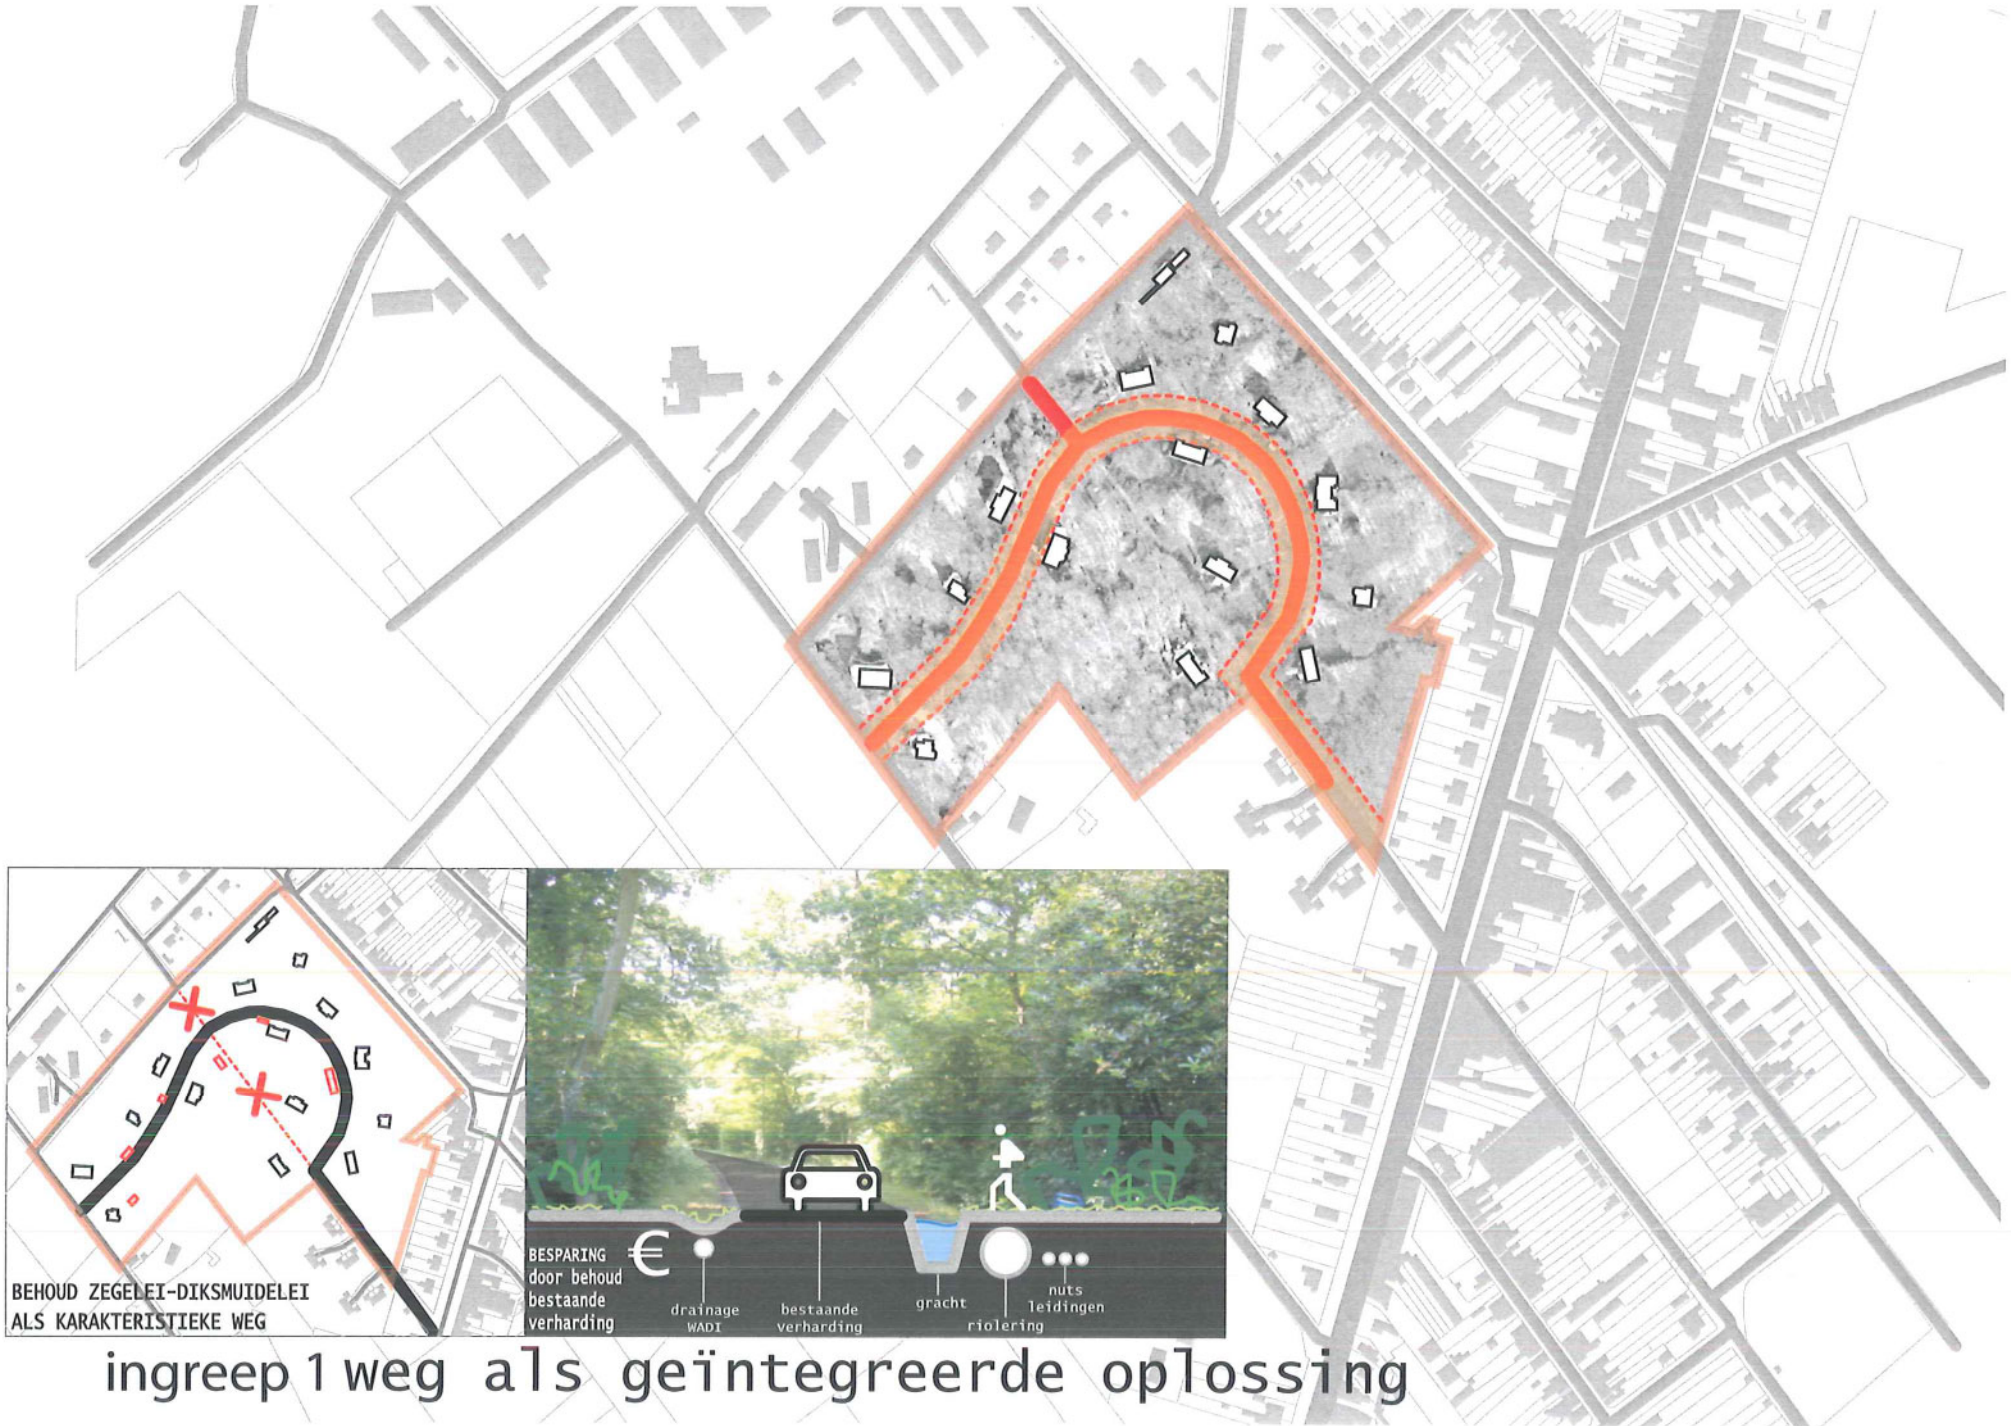 BEHOUD ZEGELEI-DIKSMUIDELEI
ALS KARAKTERISTIEKE WEG
BESPARING
door behoud
bestaande
verharding
€
drainage
WADI
bestaande
verharding
gracht
riolering
nuts
leidingen
ingreep 1 weg als geïntegreerde oplossing